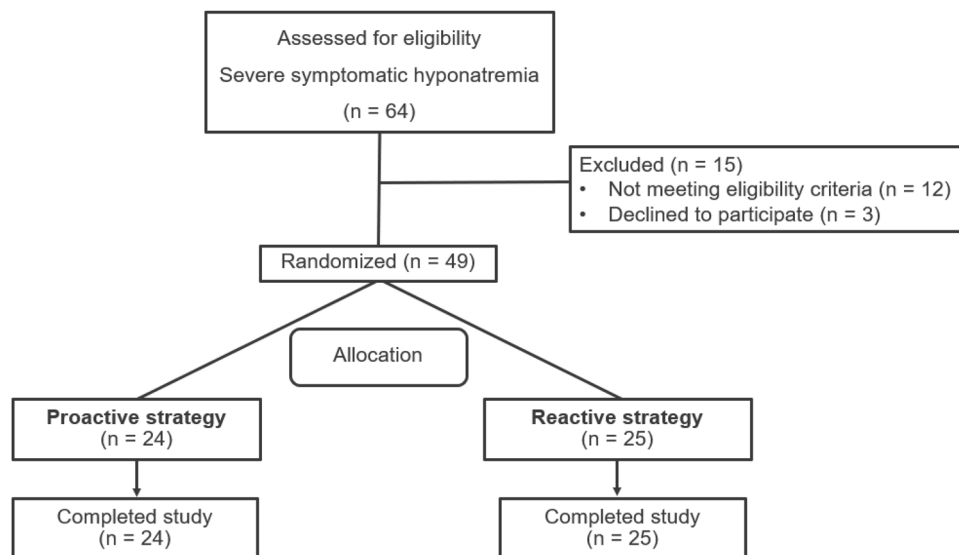 Assessed for eligibility
Severe symptomatic hyponatremia
(n = 64)
Excluded (n = 15)
• Not meeting eligibility criteria (n = 12)
• Declined to participate (n = 3)
Randomized (n = 49)
Allocation
Proactive strategy
(n = 24)
Reactive strategy
(n = 25)
Completed study
(n = 24)
Completed study
(n = 25)